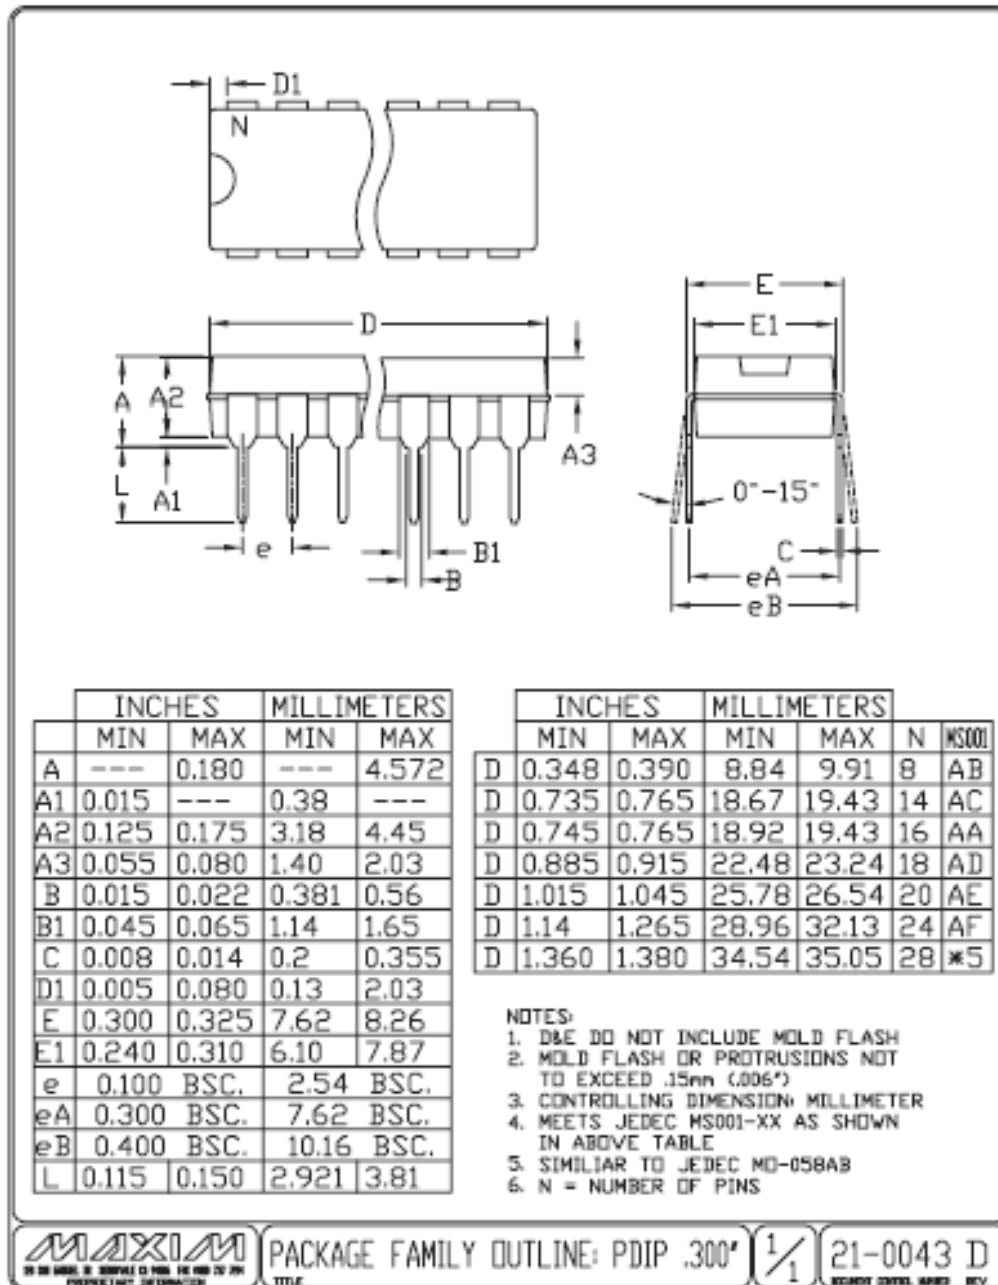 D1
N
E
D
E1
A
A2
A3
L
A1
0°-15°
e
B1
C
B
eA
eB
INCHES MILLIMETERS
MIN MAX MIN MAX
A --- 0.180 --- 4.572
A1 0.015 --- 0.38 ---
A2 0.125 0.175 3.18 4.45
A3 0.055 0.080 1.40 2.03
B 0.015 0.022 0.381 0.56
B1 0.045 0.065 1.14 1.65
C 0.008 0.014 0.2 0.355
D1 0.005 0.080 0.13 2.03
E 0.300 0.325 7.62 8.26
E1 0.240 0.310 6.10 7.87
e 0.100 BSC. 2.54 BSC.
eA 0.300 BSC. 7.62 BSC.
eB 0.400 BSC. 10.16 BSC.
L 0.115 0.150 2.921 3.81
INCHES MILLIMETERS
MIN MAX MIN MAX N MS001
D 0.348 0.390 8.84 9.91 8 AB
D 0.735 0.765 18.67 19.43 14 AC
D 0.745 0.765 18.92 19.43 16 AA
D 0.885 0.915 22.48 23.24 18 AD
D 1.015 1.045 25.78 26.54 20 AE
D 1.14 1.265 28.96 32.13 24 AF
D 1.360 1.380 34.54 35.05 28 *5
NOTES:
1. D&E DO NOT INCLUDE MOLD FLASH
2. MOLD FLASH OR PROTRUSIONS NOT
TO EXCEED .15mm (.006")
3. CONTROLLING DIMENSION: MILLIMETER
4. MEETS JEDEC MS001-XX AS SHOWN
IN ABOVE TABLE
5. SIMILIAR TO JEDEC MO-058AB
6. N = NUMBER OF PINS
MAXIM
PROPRIETARY INFORMATION
PACKAGE FAMILY OUTLINE: PDIP .300"
TITLE
1/1
21-0043 D
DOCUMENT CONTROL NUMBER REV